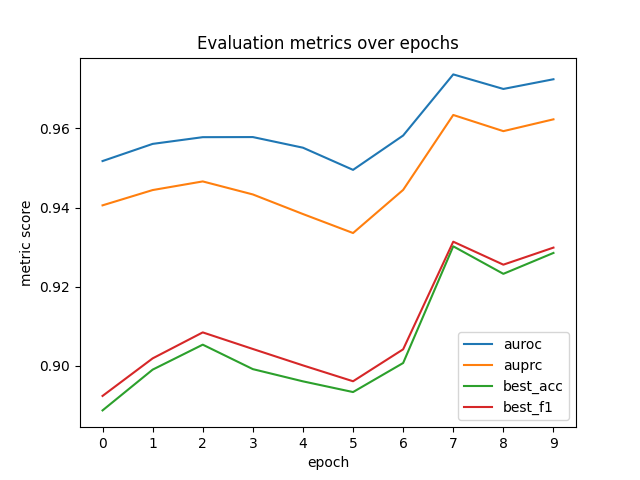 Evaluation metrics over epochs
metric score
0.96
0.94
0.92
0.90
auroc
auprc
best_acc
best_f1
0 1 2 3 4 5 6 7 8 9
epoch